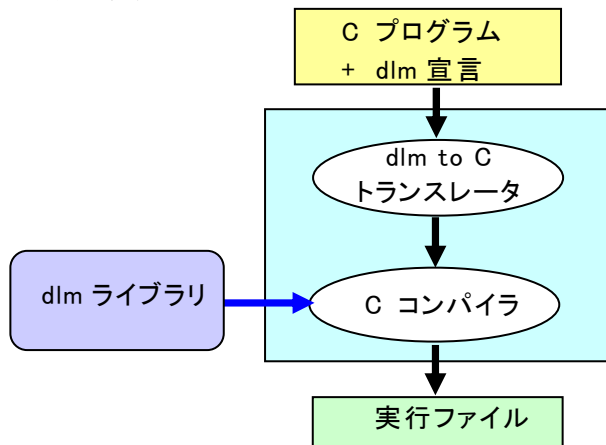 C プログラム
+ dlm 宣言
dlm to C
トランスレータ
dlm ライブラリ
C コンパイラ
実行ファイル